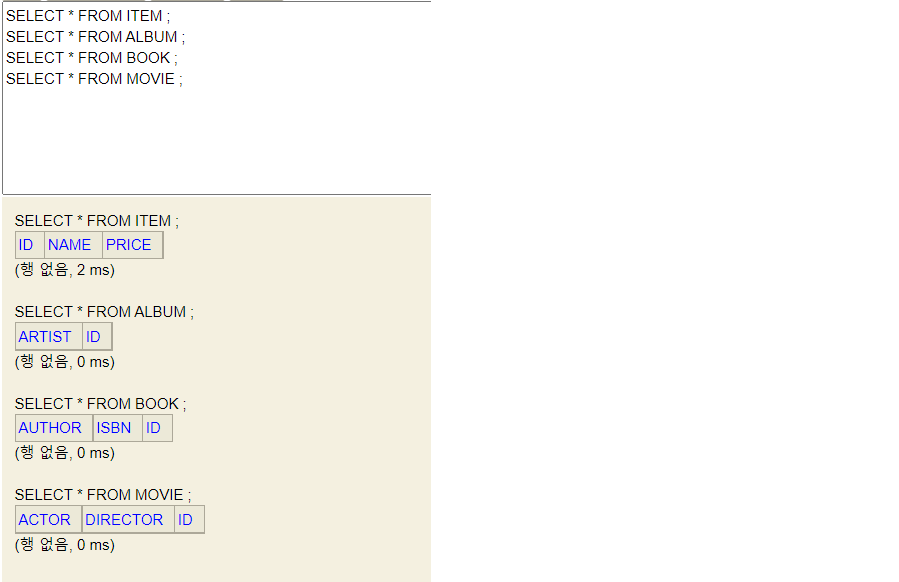 SELECT * FROM ITEM ;
SELECT * FROM ALBUM ;
SELECT * FROM BOOK ;
SELECT * FROM MOVIE ;
SELECT * FROM ITEM ;
ID NAME PRICE
(행 없음, 2 ms)
SELECT * FROM ALBUM ;
ARTIST ID
(행 없음, 0 ms)
SELECT * FROM BOOK ;
AUTHOR ISBN ID
(행 없음, 0 ms)
SELECT * FROM MOVIE ;
ACTOR DIRECTOR ID
(행 없음, 0 ms)